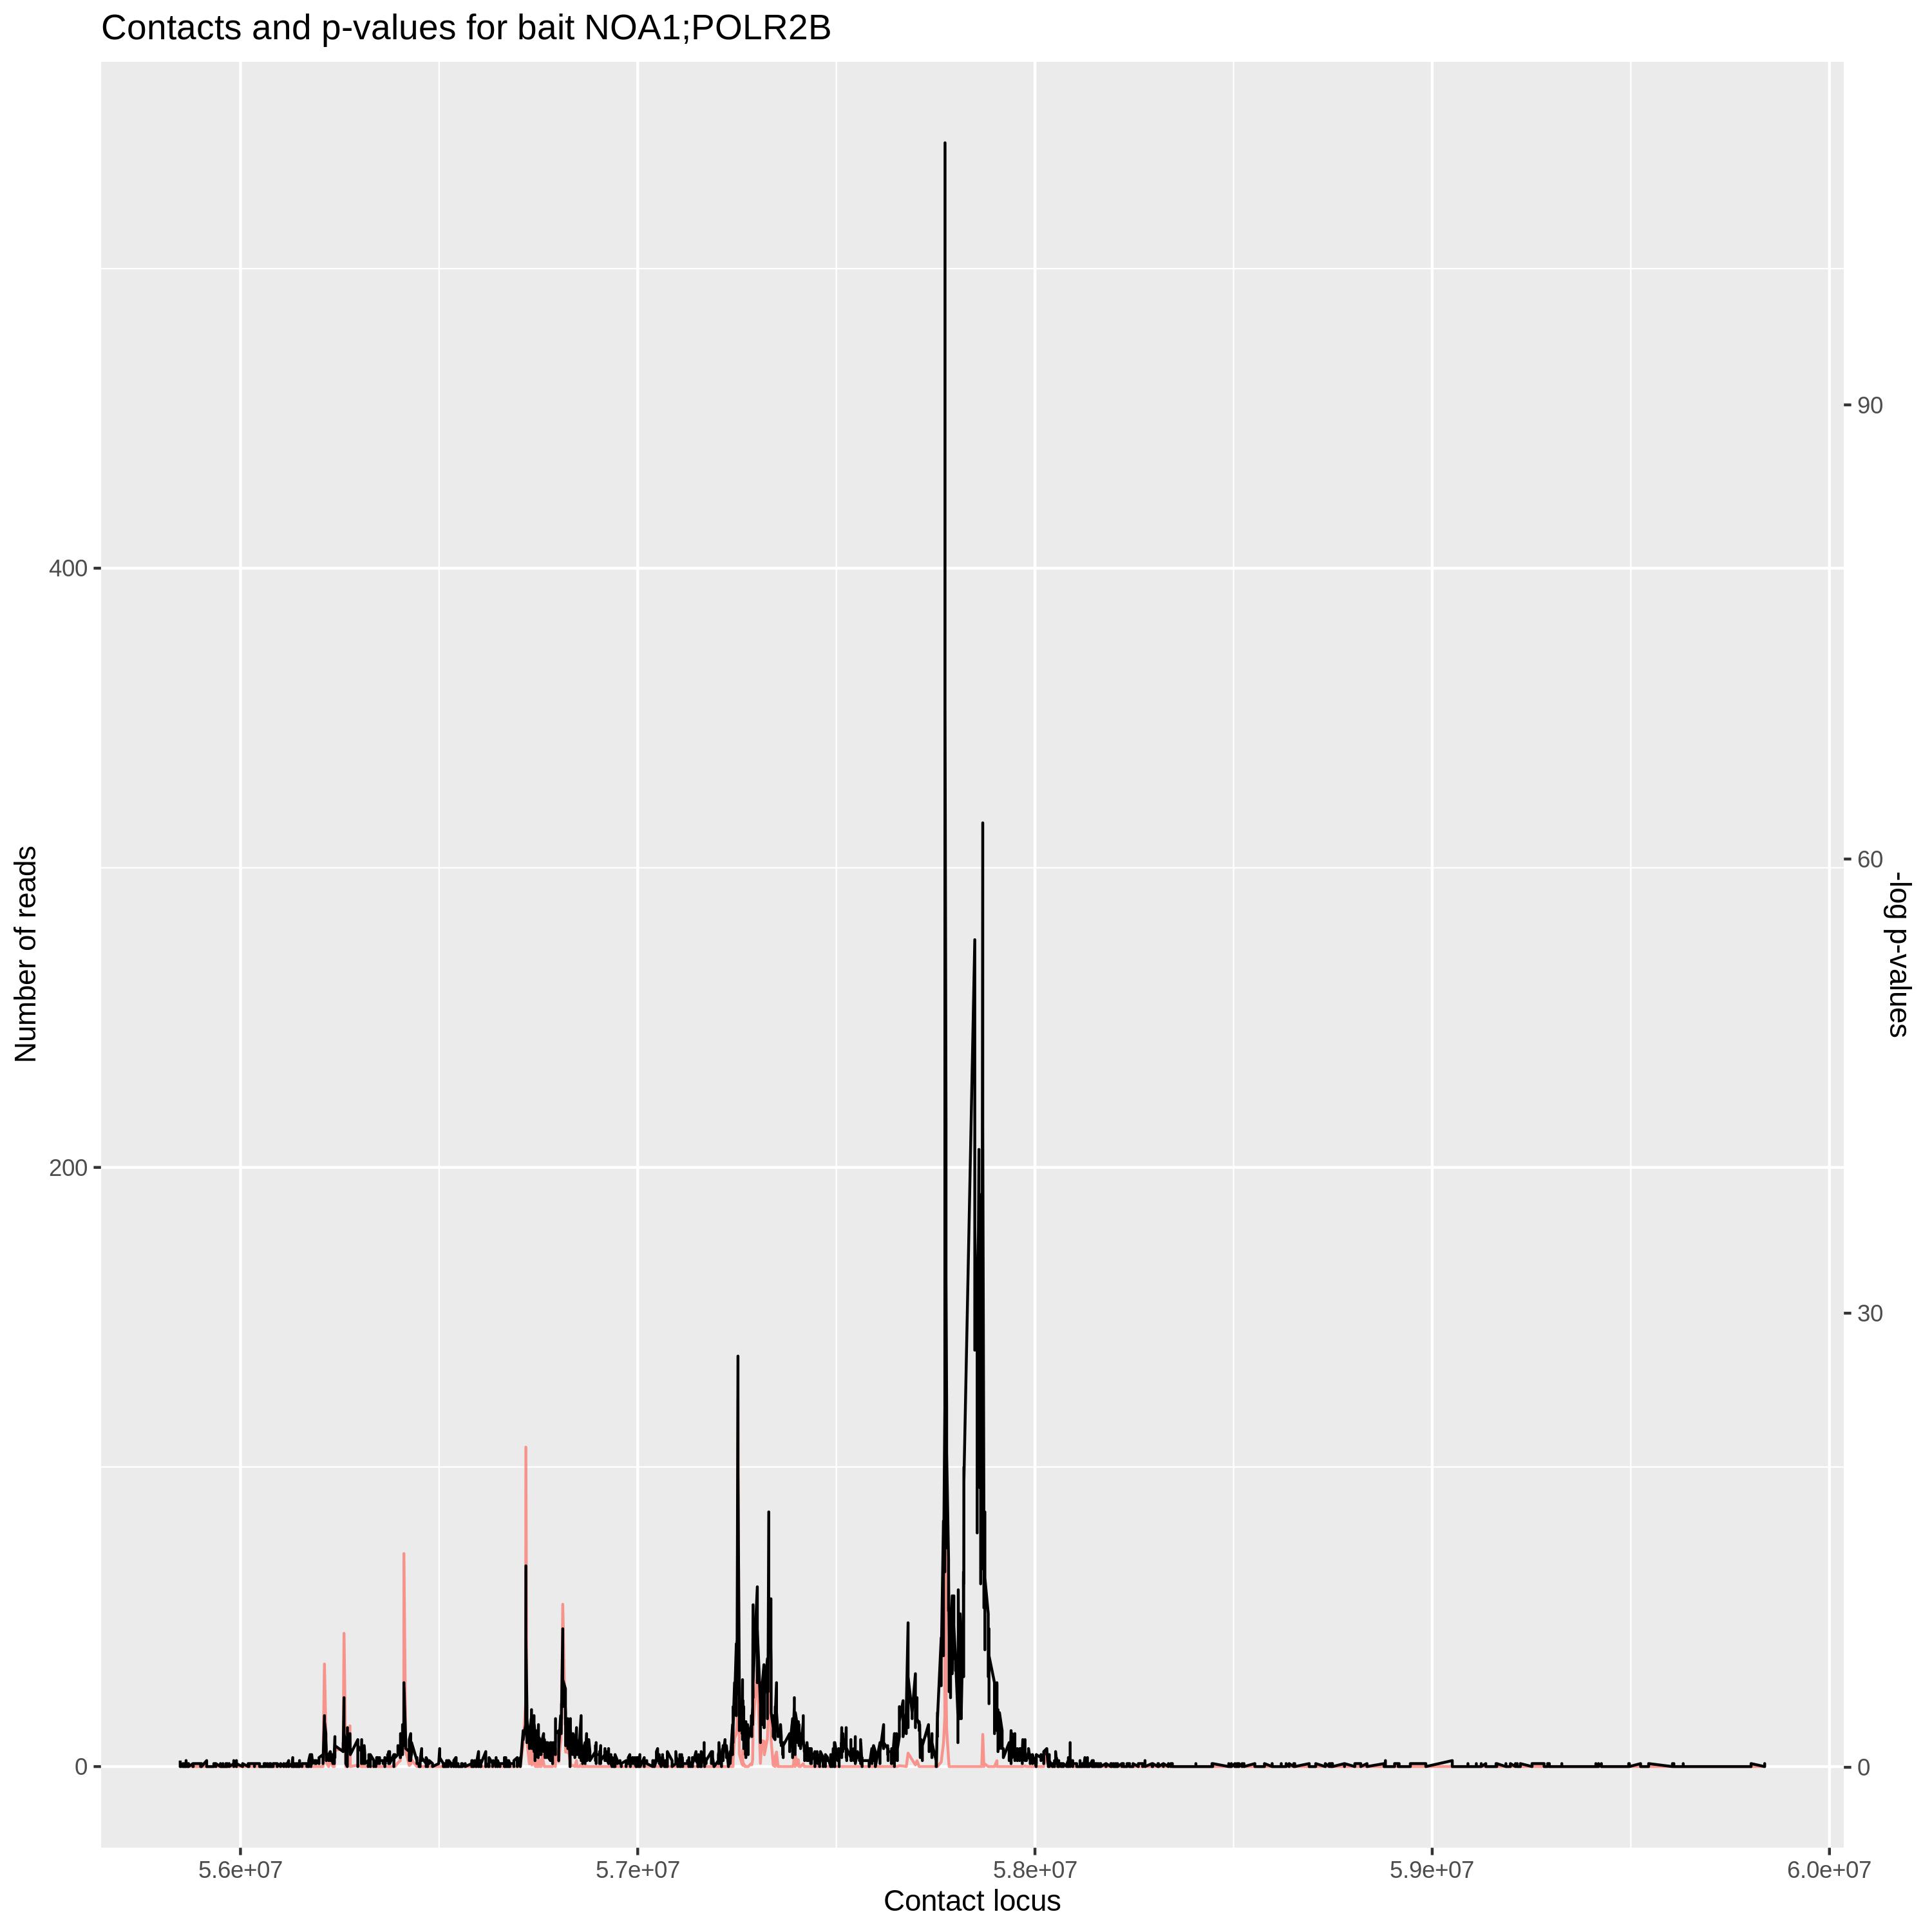 Contacts and p-values for bait NOA1;POLR2B
Number of reads
400
200
0
90
60
30
0
-log p-values
5.6e+07 5.7e+07 5.8e+07 5.9e+07 6.0e+07
Contact locus